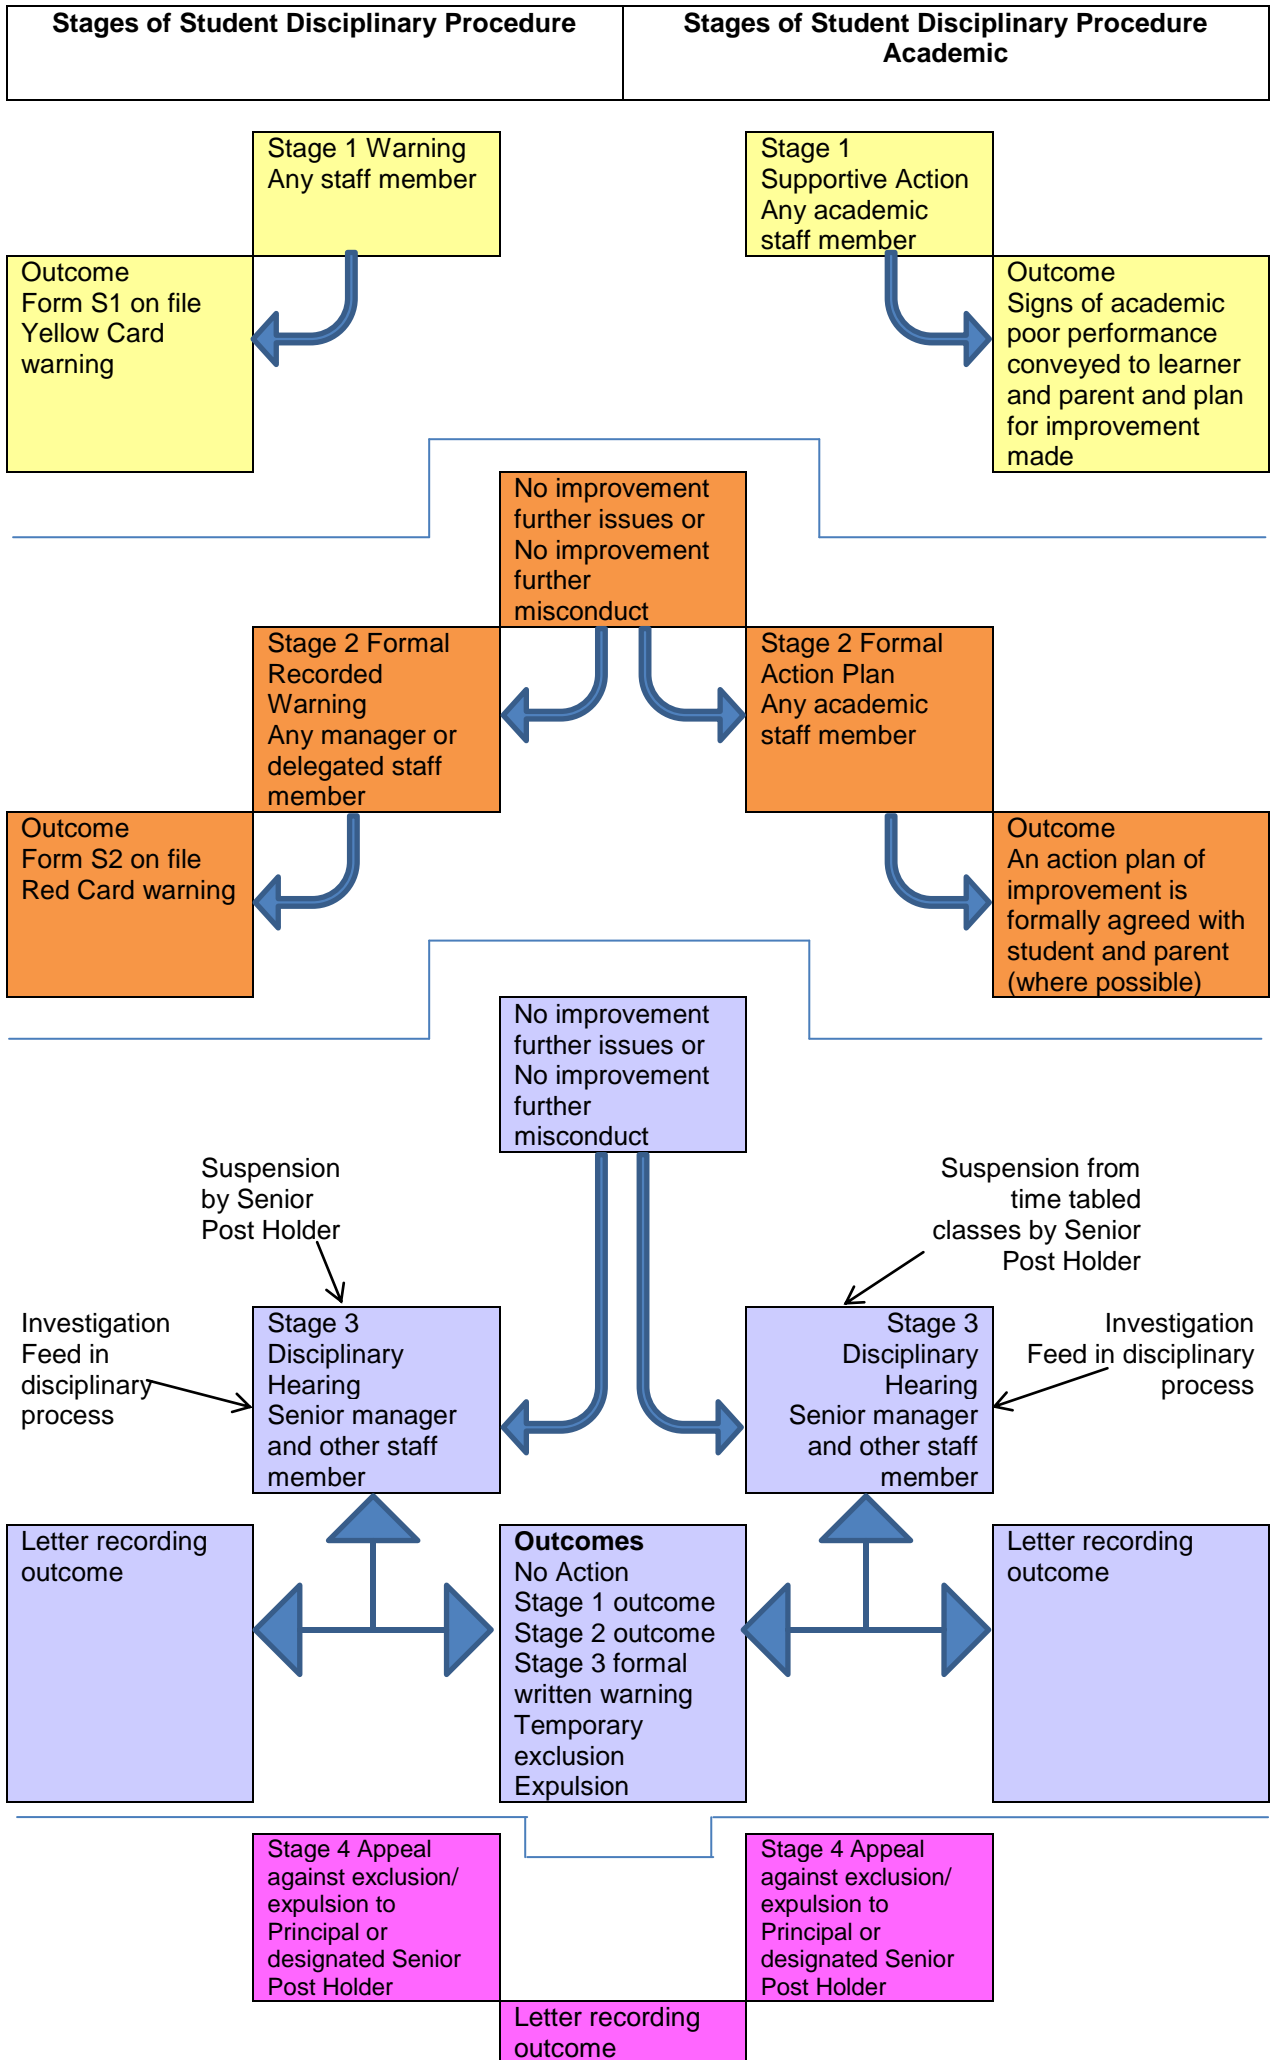 Stages of Student Disciplinary Procedure
Stages of Student Disciplinary Procedure
Academic
Stage 1 Warning
Any staff member
Stage 1
Supportive Action
Any academic
staff member
Outcome
Form S1 on file
Yellow Card
warning
Outcome
Signs of academic
poor performance
conveyed to learner
and parent and plan
for improvement
made
No improvement
further issues or
No improvement
further
misconduct
Stage 2 Formal
Recorded
Warning
Any manager or
delegated staff
member
Stage 2 Formal
Action Plan
Any academic
staff member
Outcome
Form S2 on file
Red Card warning
Outcome
An action plan of
improvement is
formally agreed with
student and parent
(where possible)
No improvement
further issues or
No improvement
further
misconduct
Suspension
by Senior
Post Holder
Suspension from
time tabled
classes by Senior
Post Holder
Investigation
Feed in
disciplinary
process
Stage 3
Disciplinary
Hearing
Senior manager
and other staff
member
Stage 3
Disciplinary
Hearing
Senior manager
and other staff
member
Investigation
Feed in disciplinary
process
Letter recording
outcome
Outcomes
No Action
Stage 1 outcome
Stage 2 outcome
Stage 3 formal
written warning
Temporary
exclusion
Expulsion
Letter recording
outcome
Stage 4 Appeal
against exclusion/
expulsion to
Principal or
designated Senior
Post Holder
Stage 4 Appeal
against exclusion/
expulsion to
Principal or
designated Senior
Post Holder
Letter recording
outcome